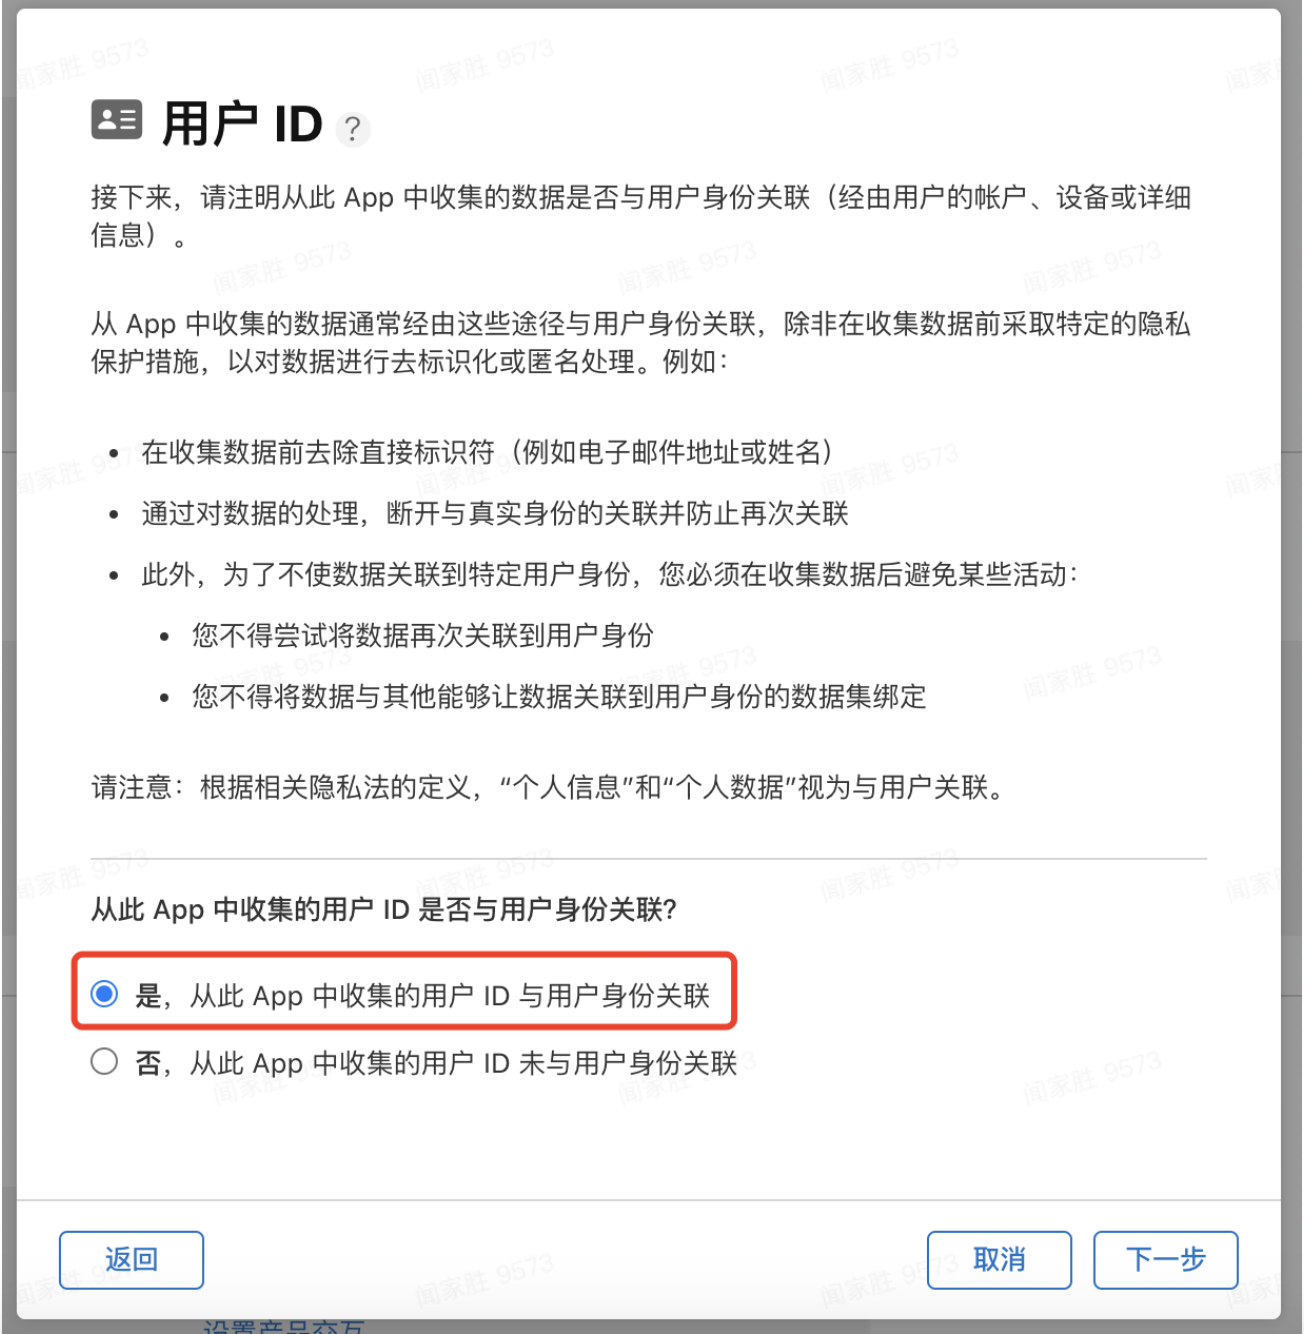 用户 ID ?
接下来，请注明从此 App 中收集的数据是否与用户身份关联（经由用户的帐户、设备或详细
信息）。
从 App 中收集的数据通常经由这些途径与用户身份关联，除非在收集数据前采取特定的隐私
保护措施，以对数据进行去标识化或匿名处理。例如：
• 在收集数据前去除直接标识符（例如电子邮件地址或姓名）
• 通过对数据的处理，断开与真实身份的关联并防止再次关联
• 此外，为了不使数据关联到特定用户身份，您必须在收集数据后避免某些活动：
• 您不得尝试将数据再次关联到用户身份
• 您不得将数据与其他能够让数据关联到用户身份的数据集绑定
请注意：根据相关隐私法的定义，“个人信息”和“个人数据”视为与用户关联。
从此 App 中收集的用户 ID 是否与用户身份关联？
是，从此 App 中收集的用户 ID 与用户身份关联
否，从此 App 中收集的用户 ID 未与用户身份关联
返回 取消 下一步
设置产品交互
闻家胜 9573